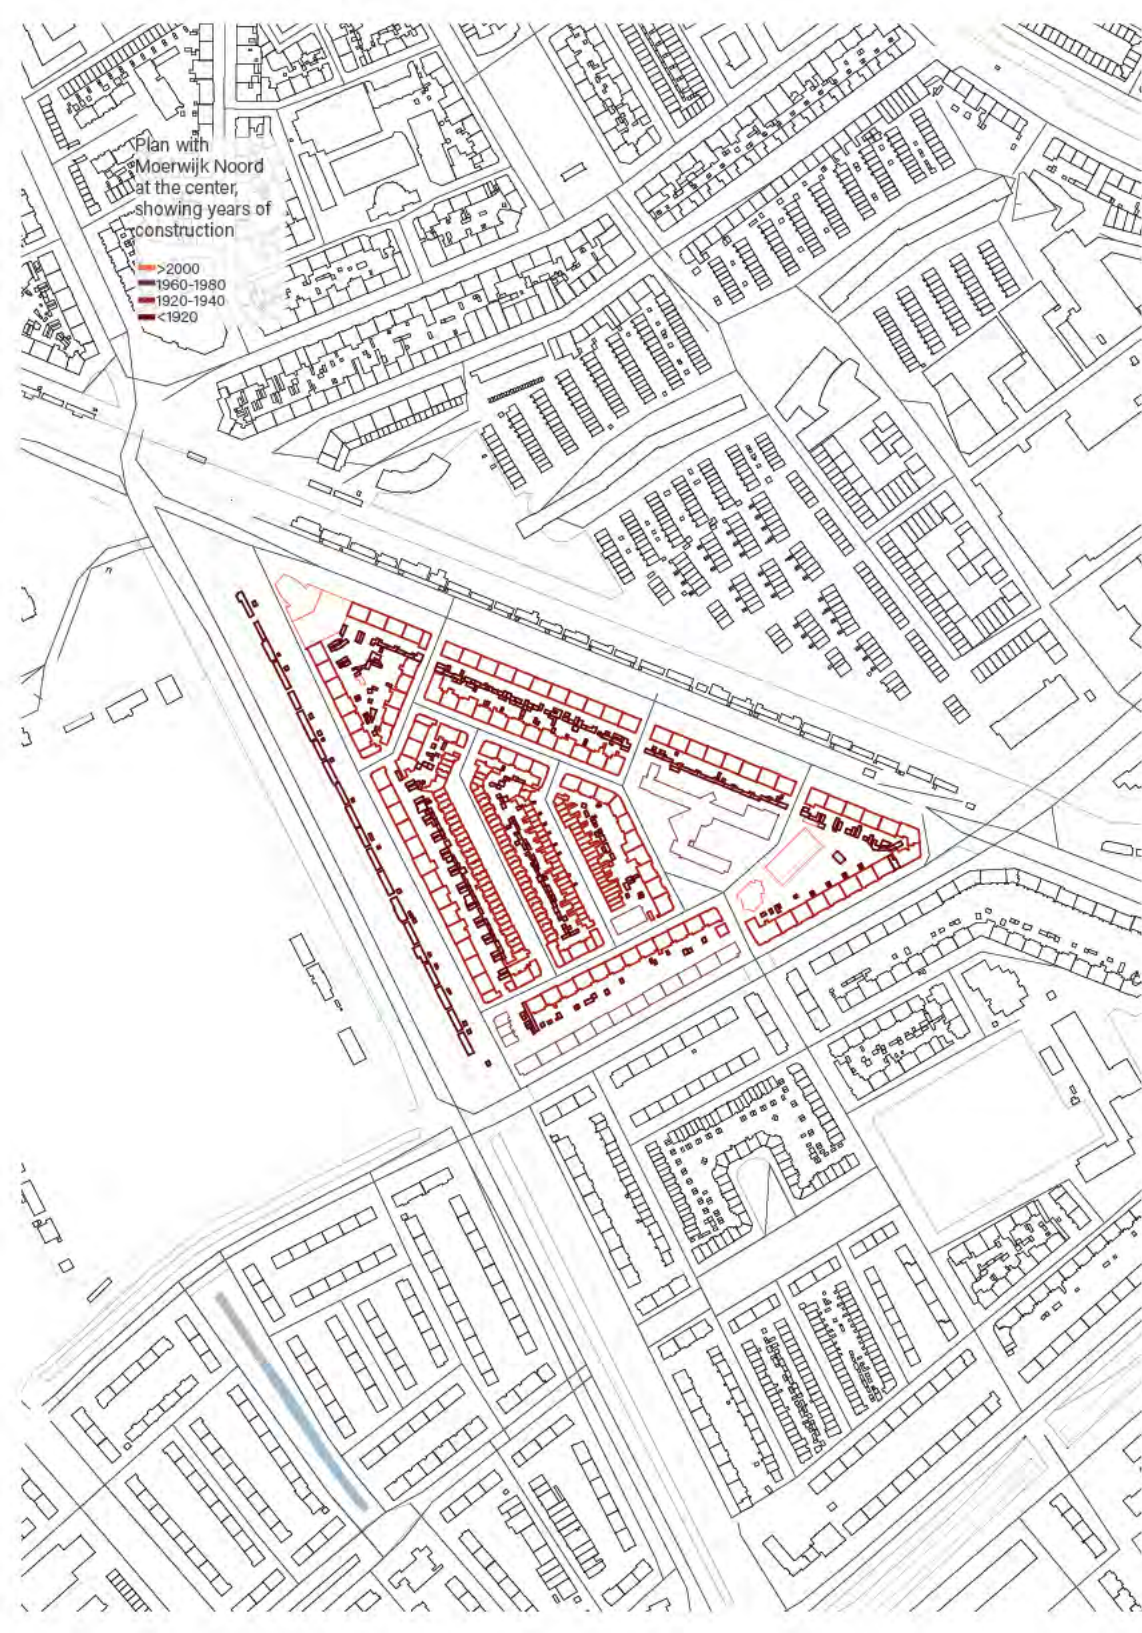 Plan with
Moerwijk Noord
at the center,
showing years of
construction
>2000
1960-1980
1920-1940
<1920